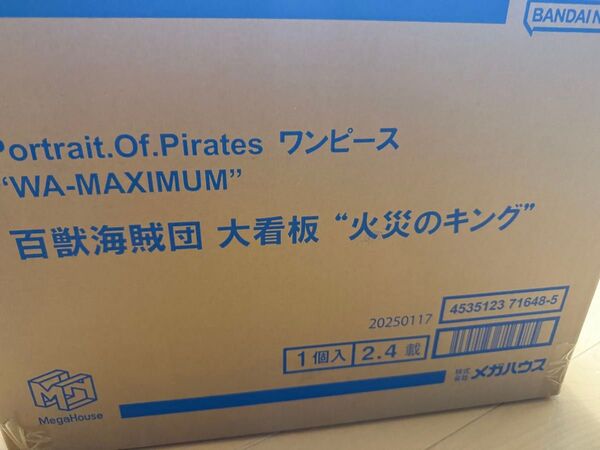 BANDAI N
Portrait.Of.Pirates ワンピース
“WA-MAXIMUM”
百獣海賊団 大看板 “火災のキング”
20250117
4535123 71648-5
1個入 2.4 載
株式会社 メガハウス
MegaHouse